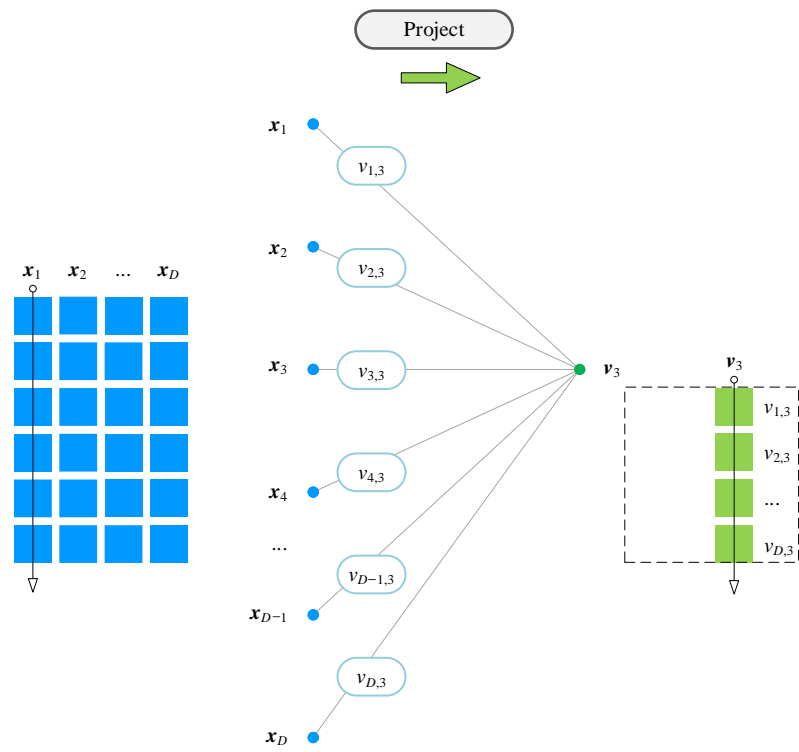 Project
x1
v1,3
x2
v2,3
x1 x2 ... xD
x3
v3,3
v3
v3
v1,3
v2,3
...
vD,3
x4
v4,3
...
xD−1
vD−1,3
xD
vD,3